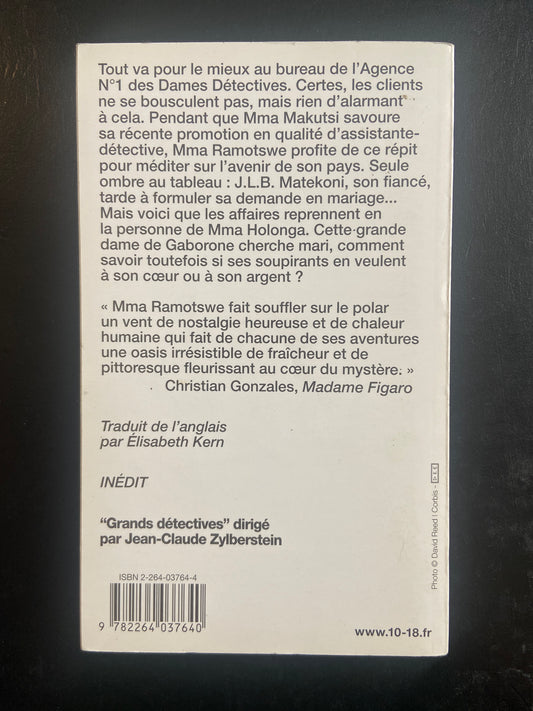 Tout va pour le mieux au bureau de l'Agence
N°1 des Dames Détectives. Certes, les clients
ne se bousculent pas, mais rien d'alarmant
à cela. Pendant que Mma Makutsi savoure
sa récente promotion en qualité d'assistante-
détective, Mma Ramotswe profite de ce répit
pour méditer sur l'avenir de son pays. Seule
ombre au tableau : J.L.B. Matekoni, son fiancé,
tarde à formuler sa demande en mariage...
Mais voici que les affaires reprennent en
la personne de Mma Holonga. Cette grande
dame de Gaborone cherche mari, comment
savoir toutefois si ses soupirants en veulent
à son cœur ou à son argent ?
« Mma Ramotswe fait souffler sur le polar
un vent de nostalgie heureuse et de chaleur
humaine qui fait de chacune de ses aventures
une oasis irrésistible de fraîcheur et de
pittoresque fleurissant au cœur du mystère. »
Christian Gonzales, Madame Figaro
Traduit de l'anglais
par Élisabeth Kern
INÉDIT
"Grands détectives" dirigé
par Jean-Claude Zylberstein
ISBN 2-264-03764-4
9 782264 037640
www.10-18.fr
Photo © David Reed / Corbis -